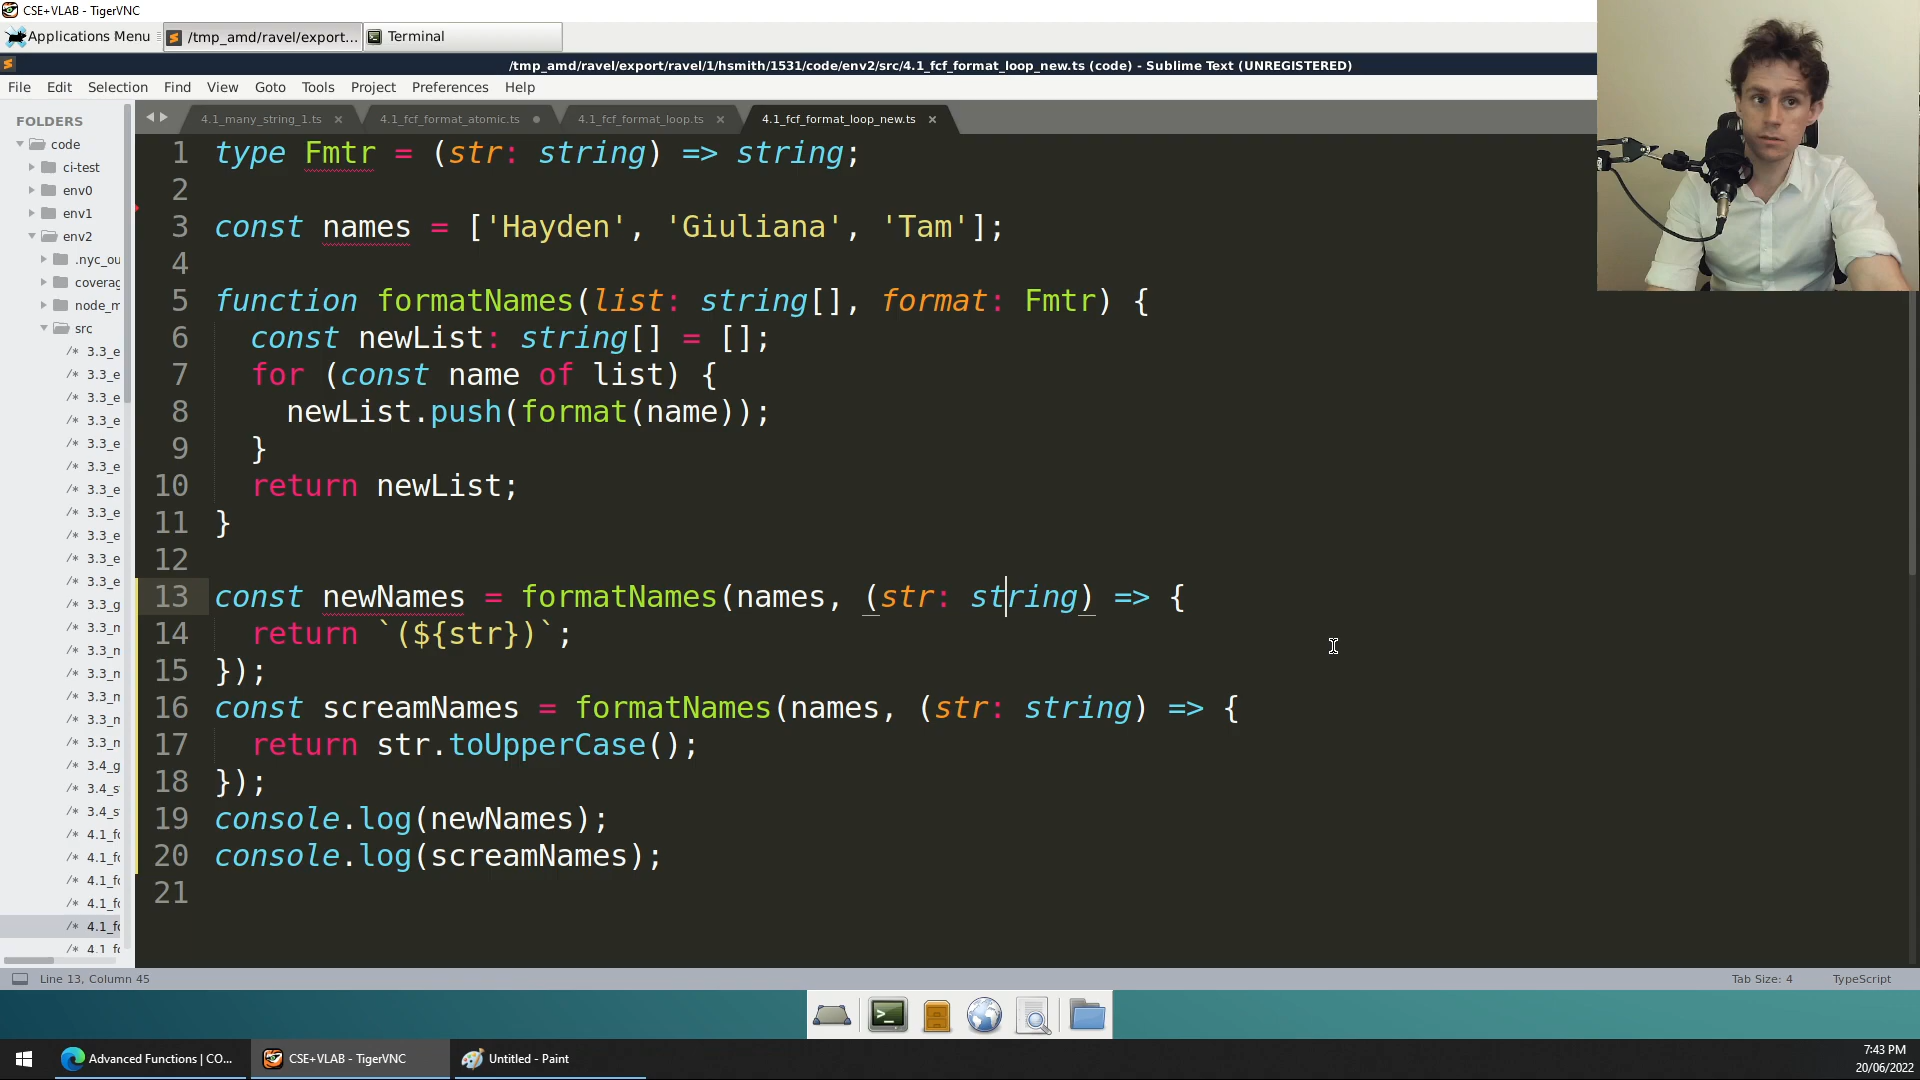 CSE+VLAB - TigerVNC
Applications Menu
/tmp_amd/ravel/export...
Terminal
/tmp_amd/ravel/export/ravel/1/hsmith/1531/code/env2/src/4.1_fcf_format_loop_new.ts (code) - Sublime Text (UNREGISTERED)
File Edit Selection Find View Goto Tools Project Preferences Help
FOLDERS
code
ci-test
env0
env1
env2
.nyc_ou
coverag
node_m
src
/* 3.3_e
/* 3.3_e
/* 3.3_e
/* 3.3_e
/* 3.3_e
/* 3.3_e
/* 3.3_e
/* 3.3_e
/* 3.3_e
/* 3.3_e
/* 3.3_e
/* 3.3_g
/* 3.3_m
/* 3.3_m
/* 3.3_m
/* 3.3_m
/* 3.3_m
/* 3.3_m
/* 3.4_g
/* 3.4_s
/* 3.4_s
/* 4.1_fc
/* 4.1_fc
/* 4.1_fc
/* 4.1_fc
/* 4.1_fc
/* 4.1_fc
4.1_many_string_1.ts
4.1_fcf_format_atomic.ts
4.1_fcf_format_loop.ts
4.1_fcf_format_loop_new.ts
1 type Fmtr = (str: string) => string;
2
3 const names = ['Hayden', 'Giuliana', 'Tam'];
4
5 function formatNames(list: string[], format: Fmtr) {
6 const newList: string[] = [];
7 for (const name of list) {
8 newList.push(format(name));
9 }
10 return newList;
11 }
12
13 const newNames = formatNames(names, (str: string) => {
14 return `(${str})`;
15 });
16 const screamNames = formatNames(names, (str: string) => {
17 return str.toUpperCase();
18 });
19 console.log(newNames);
20 console.log(screamNames);
21
Line 13, Column 45
Tab Size: 4
TypeScript
Advanced Functions | CO...
CSE+VLAB - TigerVNC
Untitled - Paint
7:43 PM
20/06/2022